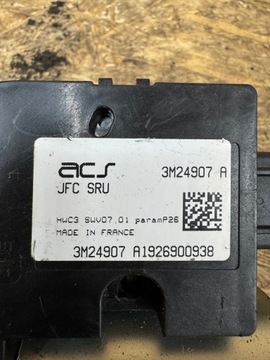 acs
3M24907 A
JFC SRU
HWC3 SWV07.01 paramP26
MADE IN FRANCE
3M24907 A1926900938